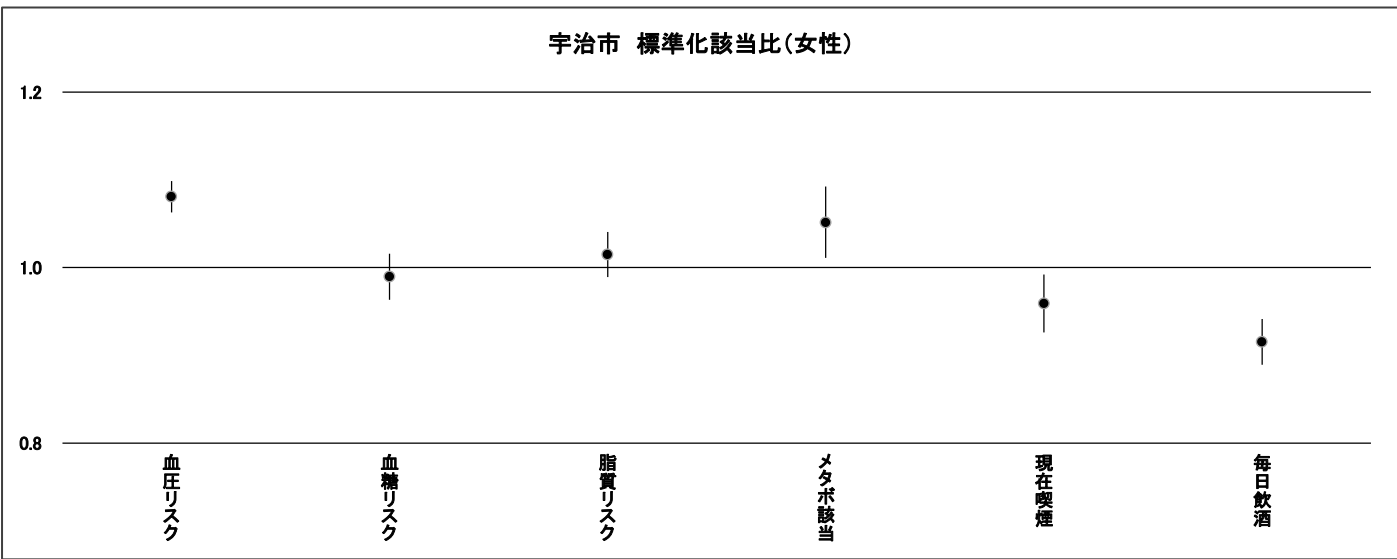 宇治市 標準化該当比(女性)
1.2
1.0
0.8
血圧リスク
血糖リスク
脂質リスク
メタボ該当
現在喫煙
毎日飲酒